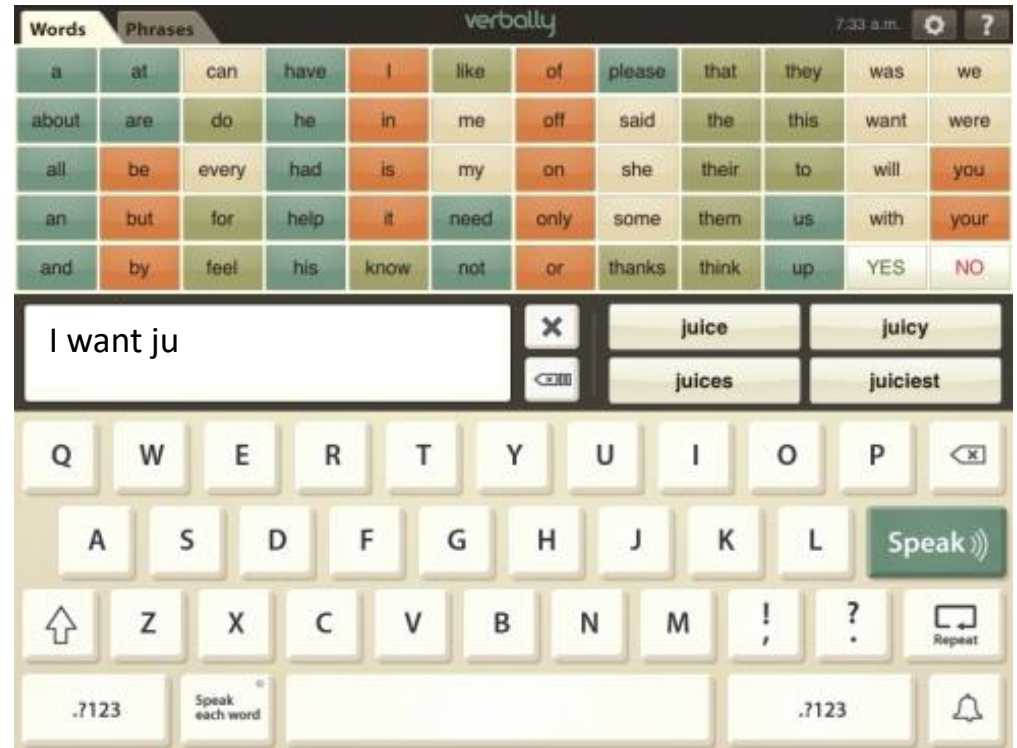 Words Phrases verbally 7:33 a.m. ?
a at can have I like of please that they was we
about are do he in me off said the this want were
all be every had is my on she their to will you
an but for help it need only some them us with your
and by feel his know not or thanks think up YES NO
I want ju
juice juicy
juices juiciest
Q W E R T Y U I O P
A S D F G H J K L Speak
Z X C V B N M ! , ? . Repeat
.?123 Speak each word .?123